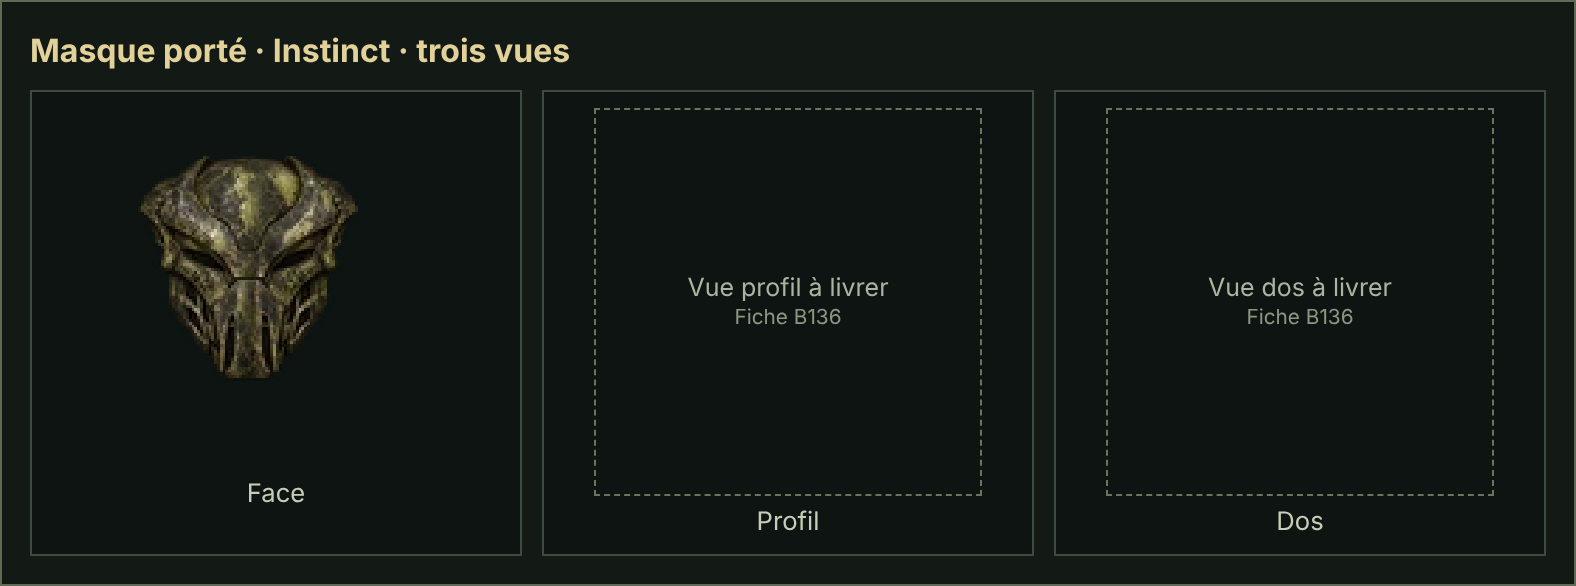 Masque porté · Instinct · trois vues
Face
Vue profil à livrer
Fiche B136
Profil
Vue dos à livrer
Fiche B136
Dos